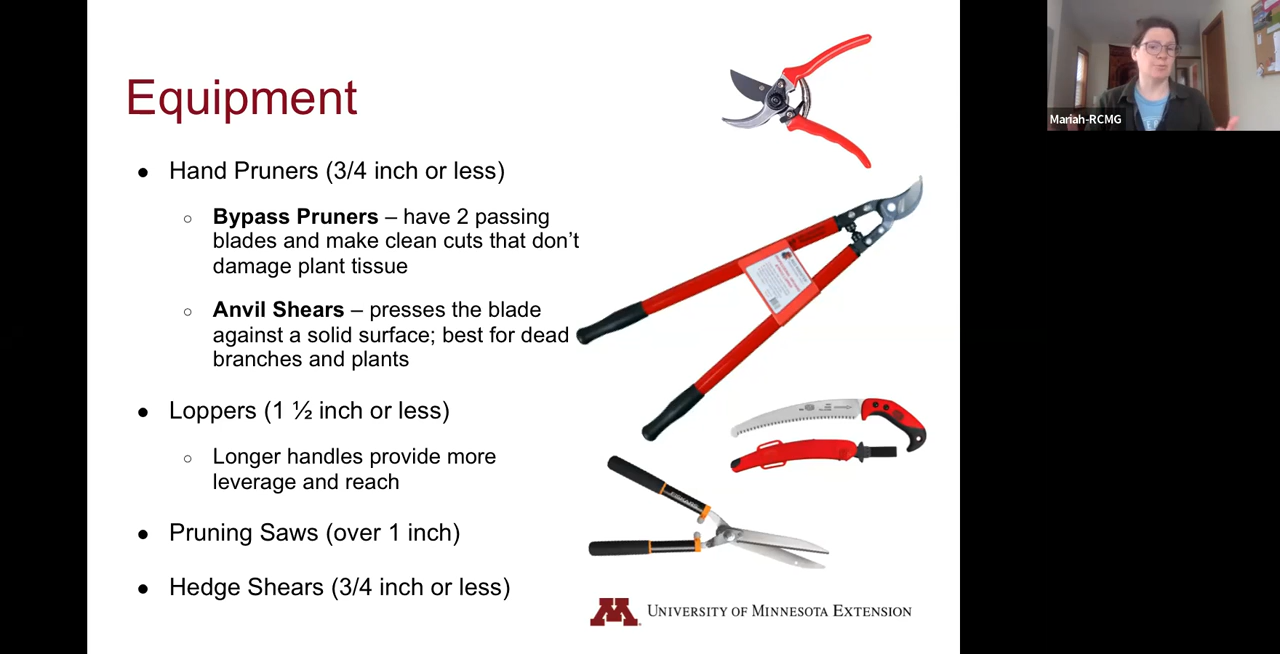 Equipment
Mariah-RCMG
● Hand Pruners (3/4 inch or less)
○ Bypass Pruners – have 2 passing
blades and make clean cuts that don’t
damage plant tissue
○ Anvil Shears – presses the blade
against a solid surface; best for dead
branches and plants
● Loppers (1 ½ inch or less)
○ Longer handles provide more
leverage and reach
● Pruning Saws (over 1 inch)
● Hedge Shears (3/4 inch or less)
M University of Minnesota Extension